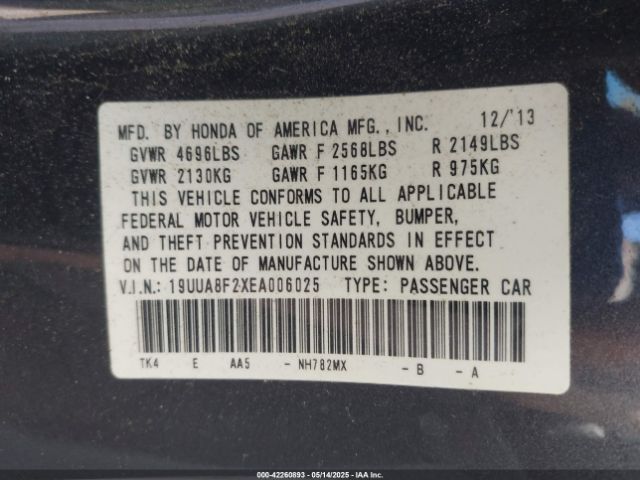 MFD. BY HONDA OF AMERICA MFG., INC. 12/'13
GVWR 4696LBS GAWR F 2568LBS R 2149LBS
GVWR 2130KG GAWR F 1165KG R 975KG
THIS VEHICLE CONFORMS TO ALL APPLICABLE
FEDERAL MOTOR VEHICLE SAFETY, BUMPER,
AND THEFT PREVENTION STANDARDS IN EFFECT
ON THE DATE OF MANUFACTURE SHOWN ABOVE.
V.I.N.: 19UUA8F2XEA006025 TYPE: PASSENGER CAR
TK4 E AA5 - NH782MX - B - A
000-42260893 - 05/14/2025 - IAA Inc.